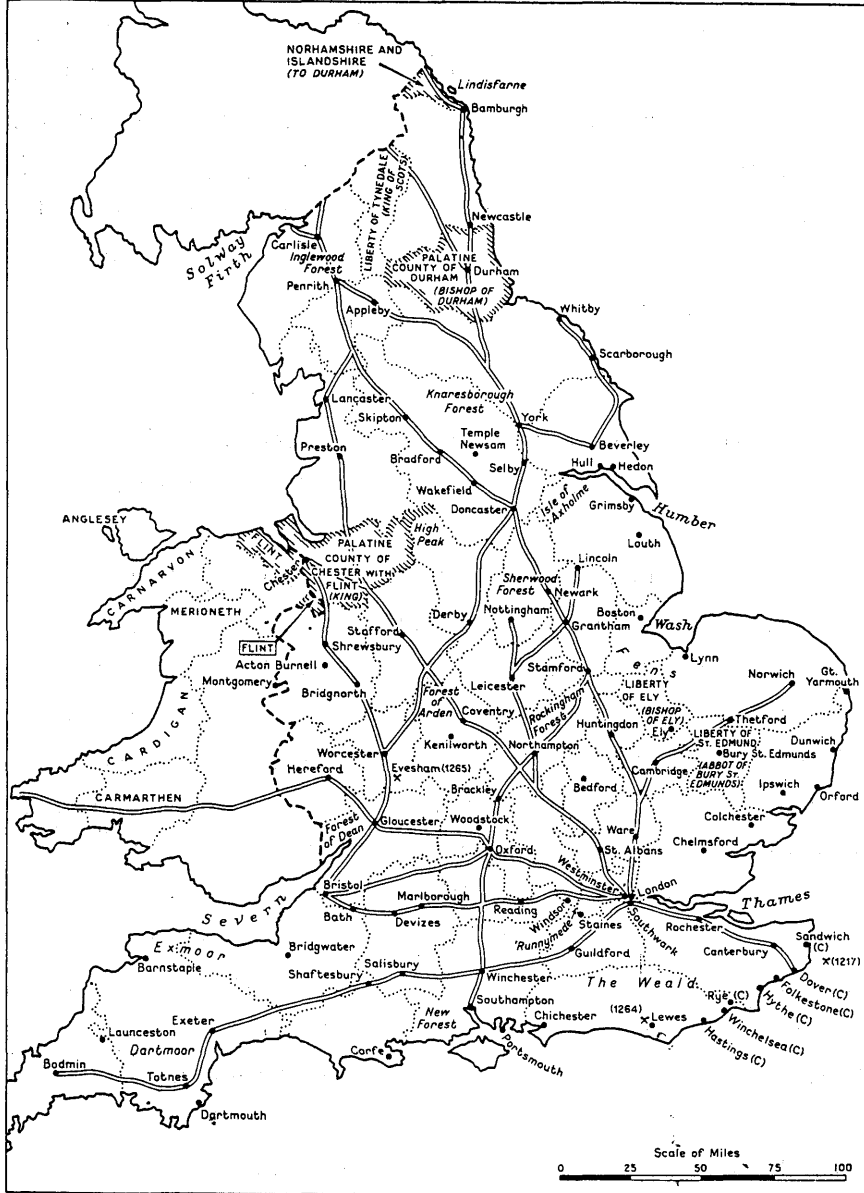 NORHAMSHIRE AND
ISLANDSHIRE
(TO DURHAM)
Lindisfarne
Bamburgh
LIBERTY OF TYNEDALE
(KING OF
SCOTS)
Newcastle
Solway
Firth
Carlisle
Inglewood
Forest
PALATINE
COUNTY OF
DURHAM
(BISHOP OF
DURHAM)
Durham
Penrith
Appleby
Whitby
Scarborough
Lancaster
Skipton
Knaresborough
Forest
York
Beverley
Preston
Bradford
Temple
Newsam
Selby
Hull
Hedon
Wakefield
Isle of
Axholme
Grimsby
Humber
Doncaster
ANGLESEY
CARNARVON
FLINT
Chester
PALATINE
COUNTY OF
CHESTER WITH
FLINT
(KING)
High
Peak
Louth
Lincoln
MERIONETH
Sherwood
Forest
Newark
Derby
Nottingham
Boston
Wash
Grantham
FLINT
Stafford
Shrewsbury
Acton Burnell
Montgomery
Bridgnorth
Forest
of
Arden
Leicester
Stamford
Fens
Lynn
Norwich
Gt.
Yarmouth
LIBERTY
OF ELY
(BISHOP
OF ELY)
Ely
Thetford
CARDIGAN
Coventry
Rockingham
Forest
Huntingdon
LIBERTY OF
ST. EDMUND
Bury St. Edmunds
(ABBOT OF
BURY ST.
EDMUNDS)
Dunwich
Worcester
Kenilworth
Northampton
Cambridge
Hereford
Evesham (1265)
Bedford
Ipswich
Orford
CARMARTHEN
Brackley
Colchester
Forest
of Dean
Gloucester
Woodstock
Ware
Chelmsford
Oxford
St. Albans
Bristol
Westminster
London
Thames
Severn
Marlborough
Bath
Devizes
Reading
Windsor
Runnymede
Staines
Southwark
Rochester
Sandwich
(C)
(1217)
Canterbury
Exmoor
Barnstaple
Bridgwater
Salisbury
Shaftesbury
Guildford
Winchester
The Weald
Dover (C)
Folkestone (C)
Hythe (C)
Rye (C)
Southampton
New
Forest
Chichester
(1264)
Lewes
Winchelsea (C)
Hastings (C)
Portsmouth
Launceston
Exeter
Dartmoor
Corfe
Bodmin
Totnes
Dartmouth
Scale of Miles
0 25 50 75 100